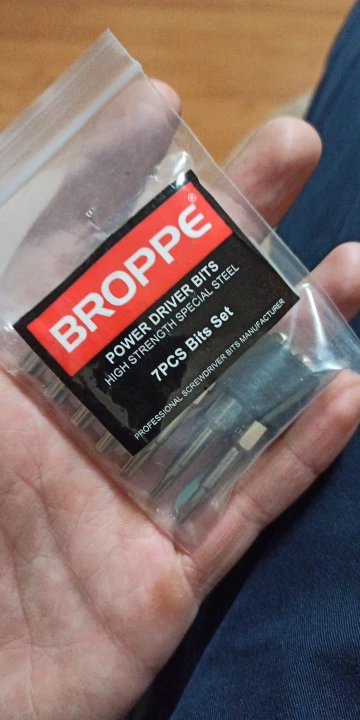 BROPPE®
POWER DRIVER BITS
HIGH STRENGTH SPECIAL STEEL
7PCS Bits Set
PROFESSIONAL SCREWDRIVER BITS MANUFACTURER